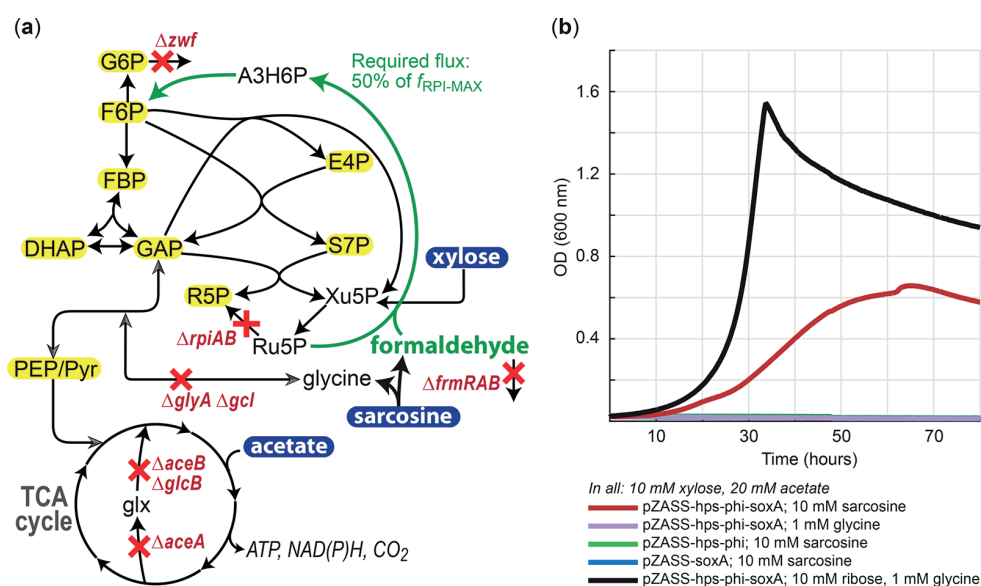 (a)
Δzwf
G6P
A3H6P
Required flux:
50% of fRPI-MAX
F6P
E4P
FBP
DHAP
GAP
S7P
xylose
R5P
Xu5P
ΔrpiAB
Ru5P
formaldehyde
PEP/Pyr
glycine
ΔfrmRAB
ΔglyA Δgcl
sarcosine
acetate
ΔaceB
ΔglcB
TCA
cycle
glx
ΔaceA
ATP, NAD(P)H, CO2
(b)
OD (600 nm)
1.6
1.2
0.8
0.4
10
30
50
70
Time (hours)
In all: 10 mM xylose, 20 mM acetate
pZASS-hps-phi-soxA; 10 mM sarcosine
pZASS-hps-phi-soxA; 1 mM glycine
pZASS-hps-phi; 10 mM sarcosine
pZASS-soxA; 10 mM sarcosine
pZASS-hps-phi-soxA; 10 mM ribose, 1 mM glycine